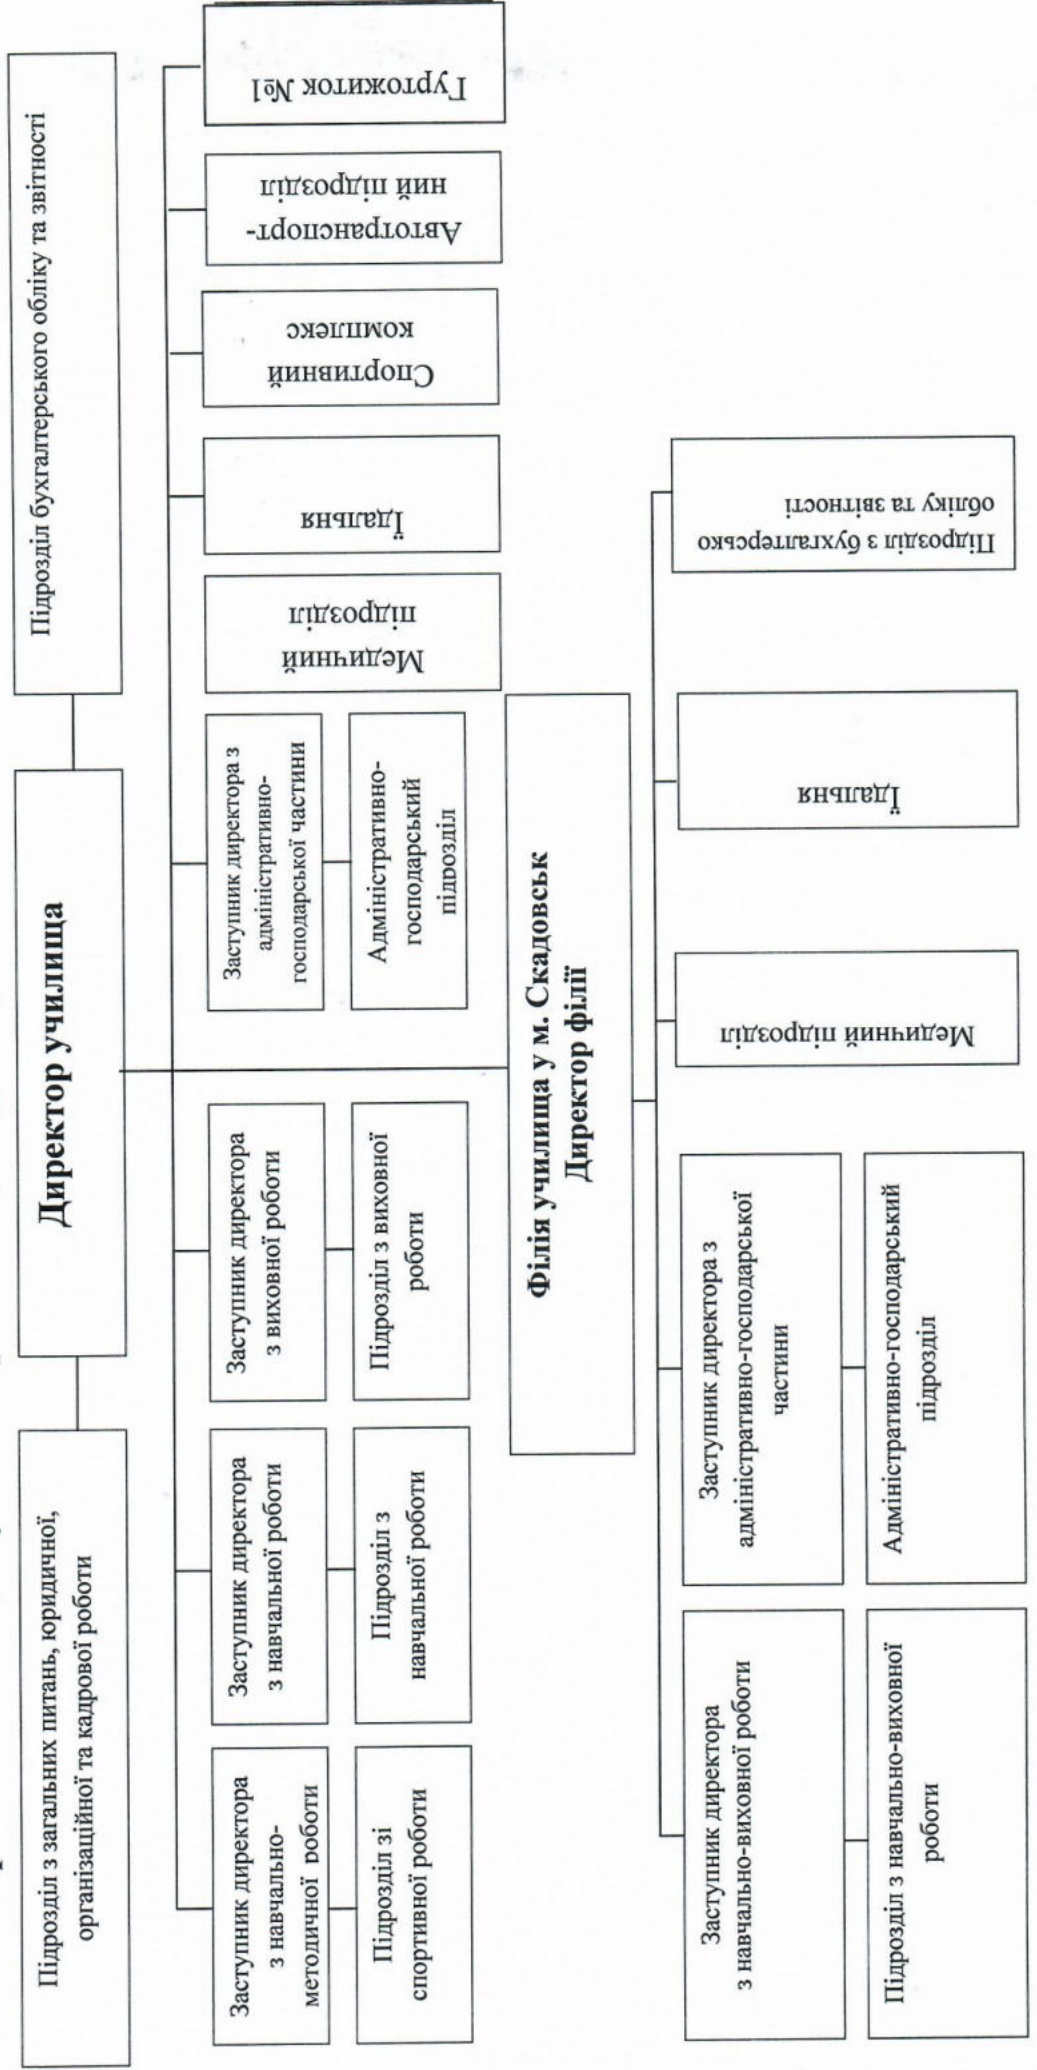 Підрозділ з загальних питань, юридичної,
організаційної та кадрової роботи
Директор училища
Підрозділ бухгалтерського обліку та звітності
Заступник директора
з навчально-
методичної роботи
Заступник директора
з навчальної роботи
Заступник директора
з виховної роботи
Заступник директора з
адміністративно-
господарської частини
Медичний
підрозділ
Їдальня
Спортивний
комплекс
Автотранспорт-
ний підрозділ
Гуртожиток №1
Підрозділ зі
спортивної роботи
Підрозділ з
навчальної роботи
Підрозділ з виховної
роботи
Адміністративно-
господарський
підрозділ
Філія училища у м. Скадовськ
Директор філії
Заступник директора
з навчально-виховної роботи
Заступник директора з
адміністративно-господарської
частини
Медичний підрозділ
Їдальня
Підрозділ з бухгалтерсько
обліку та звітності
Підрозділ з навчально-виховної
роботи
Адміністративно-господарський
підрозділ